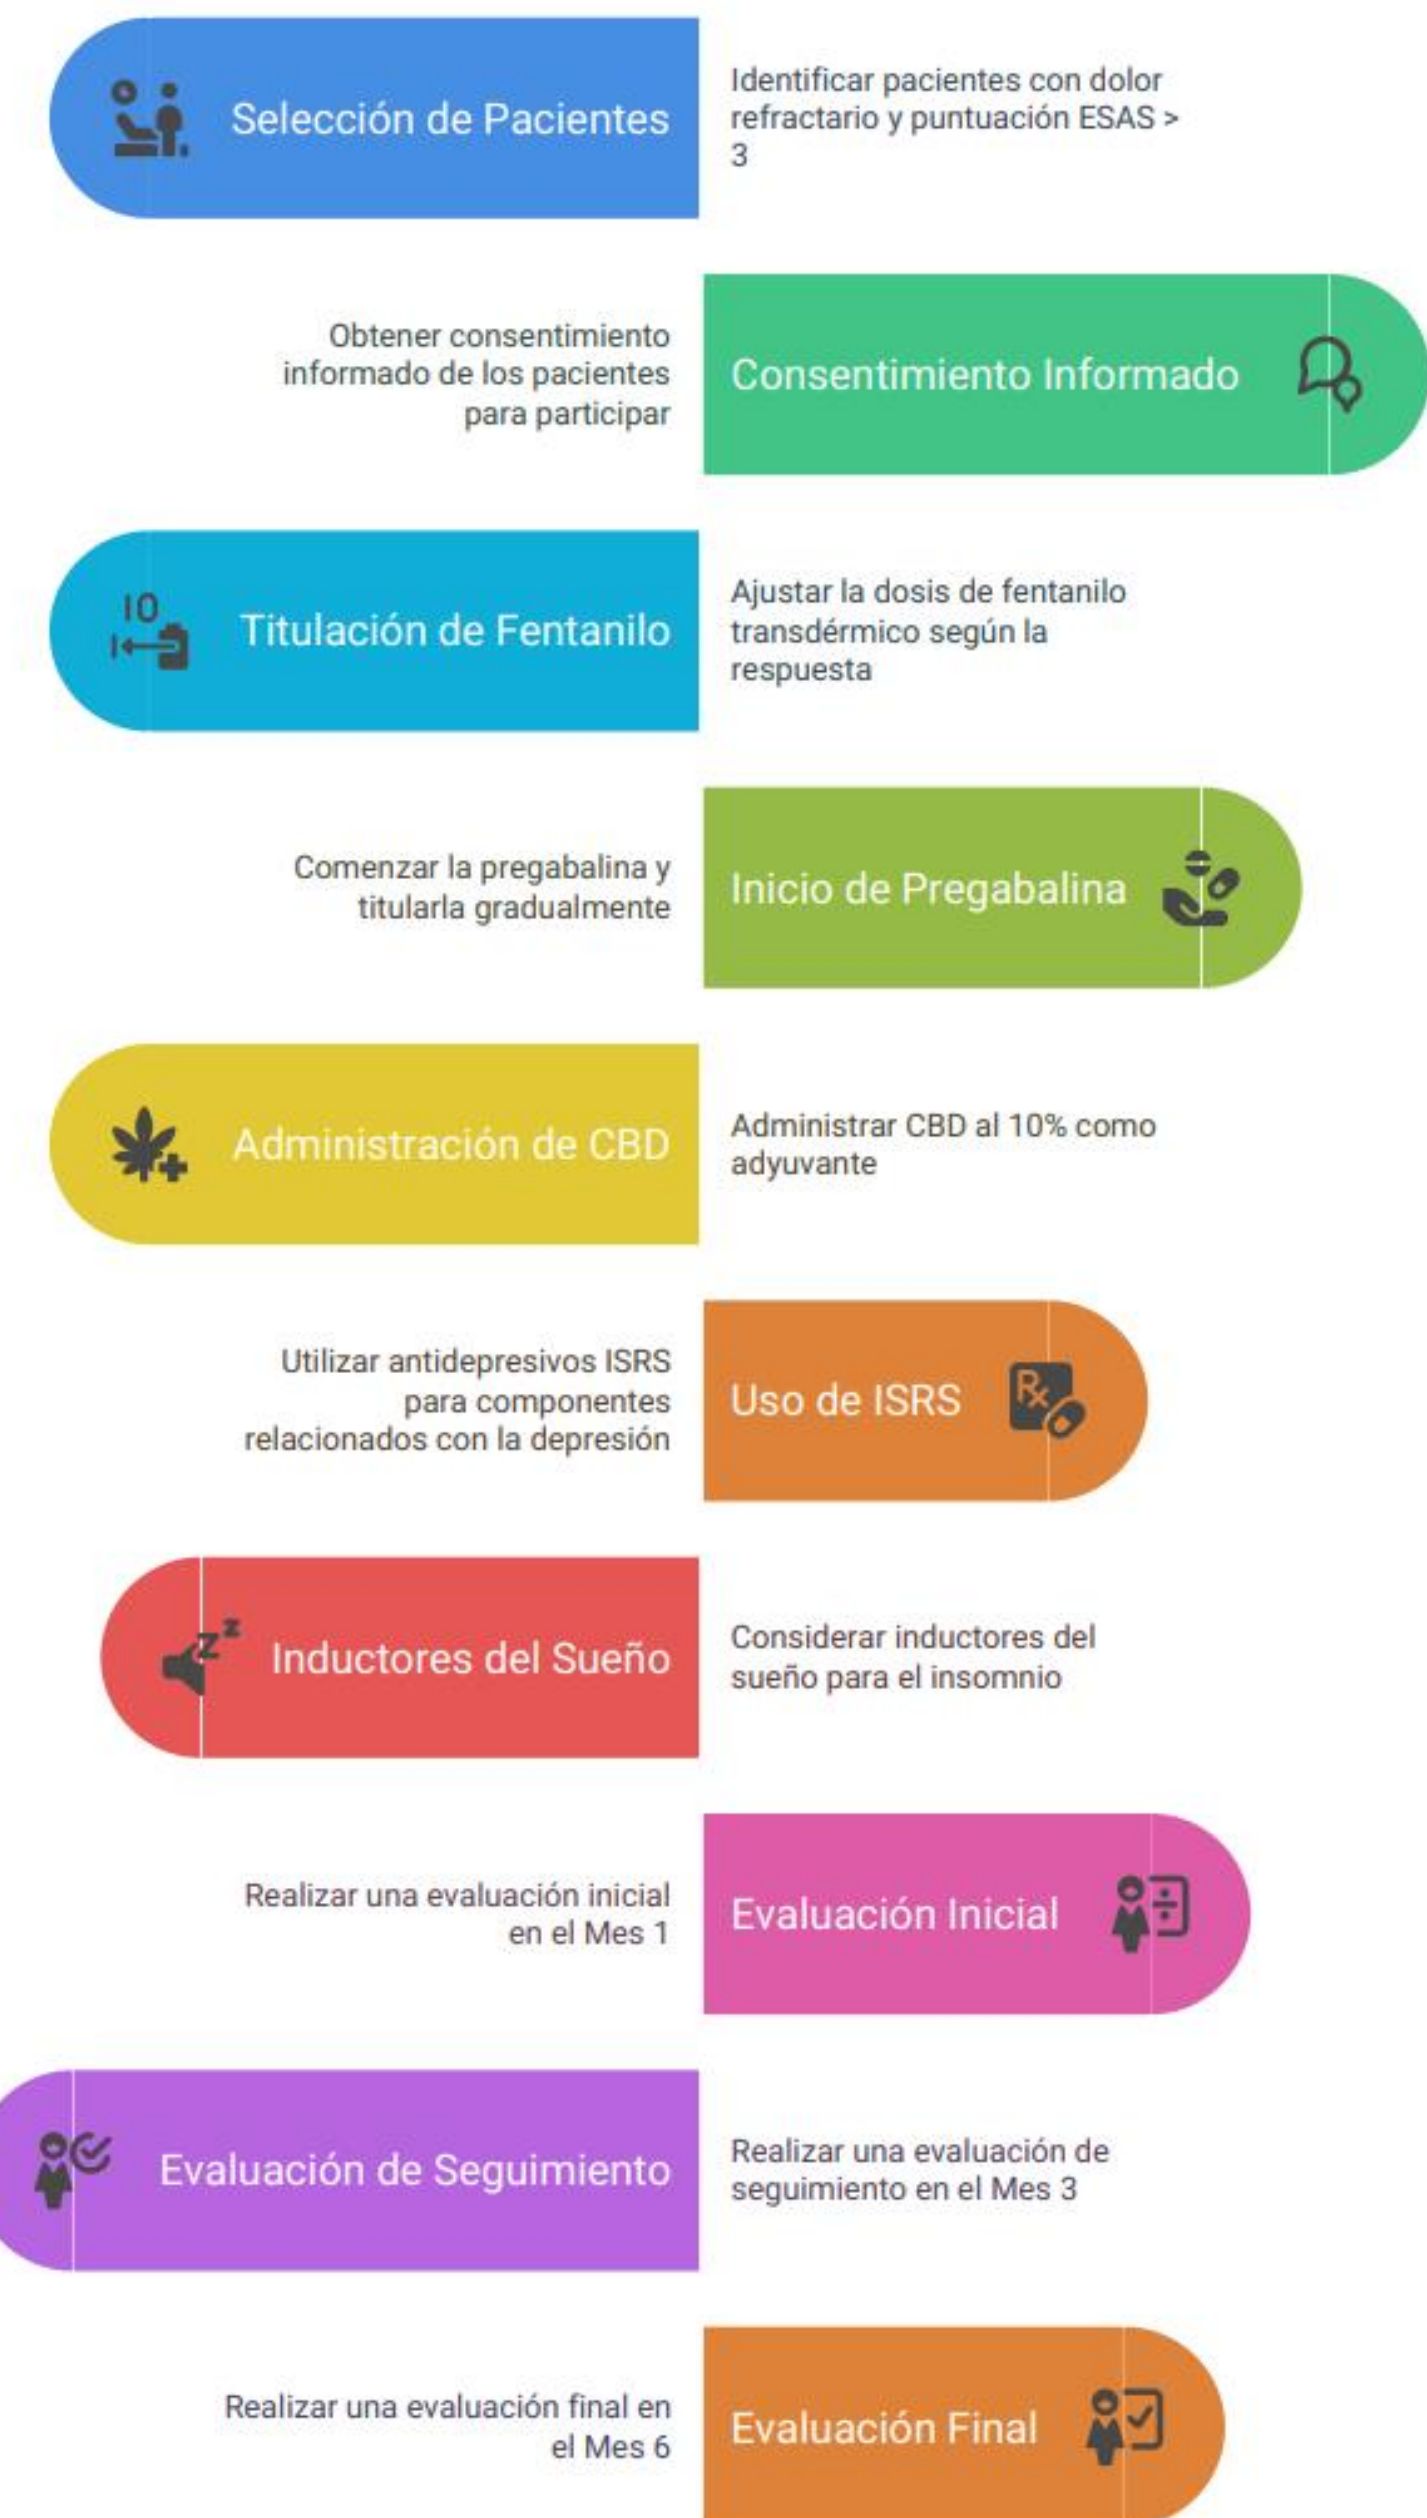 Selección de Pacientes
Identificar pacientes con dolor
refractario y puntuación ESAS >
3
Obtener consentimiento
informado de los pacientes
para participar
Consentimiento Informado
10
Titulación de Fentanilo
Ajustar la dosis de fentanilo
transdérmico según la
respuesta
Comenzar la pregabalina y
titularla gradualmente
Inicio de Pregabalina
Administración de CBD
Administrar CBD al 10% como
adyuvante
Utilizar antidepresivos ISRS
para componentes
relacionados con la depresión
Uso de ISRS
Rx
z z
Inductores del Sueño
Considerar inductores del
sueño para el insomnio
Realizar una evaluación inicial
en el Mes 1
Evaluación Inicial
Evaluación de Seguimiento
Realizar una evaluación de
seguimiento en el Mes 3
Realizar una evaluación final en
el Mes 6
Evaluación Final